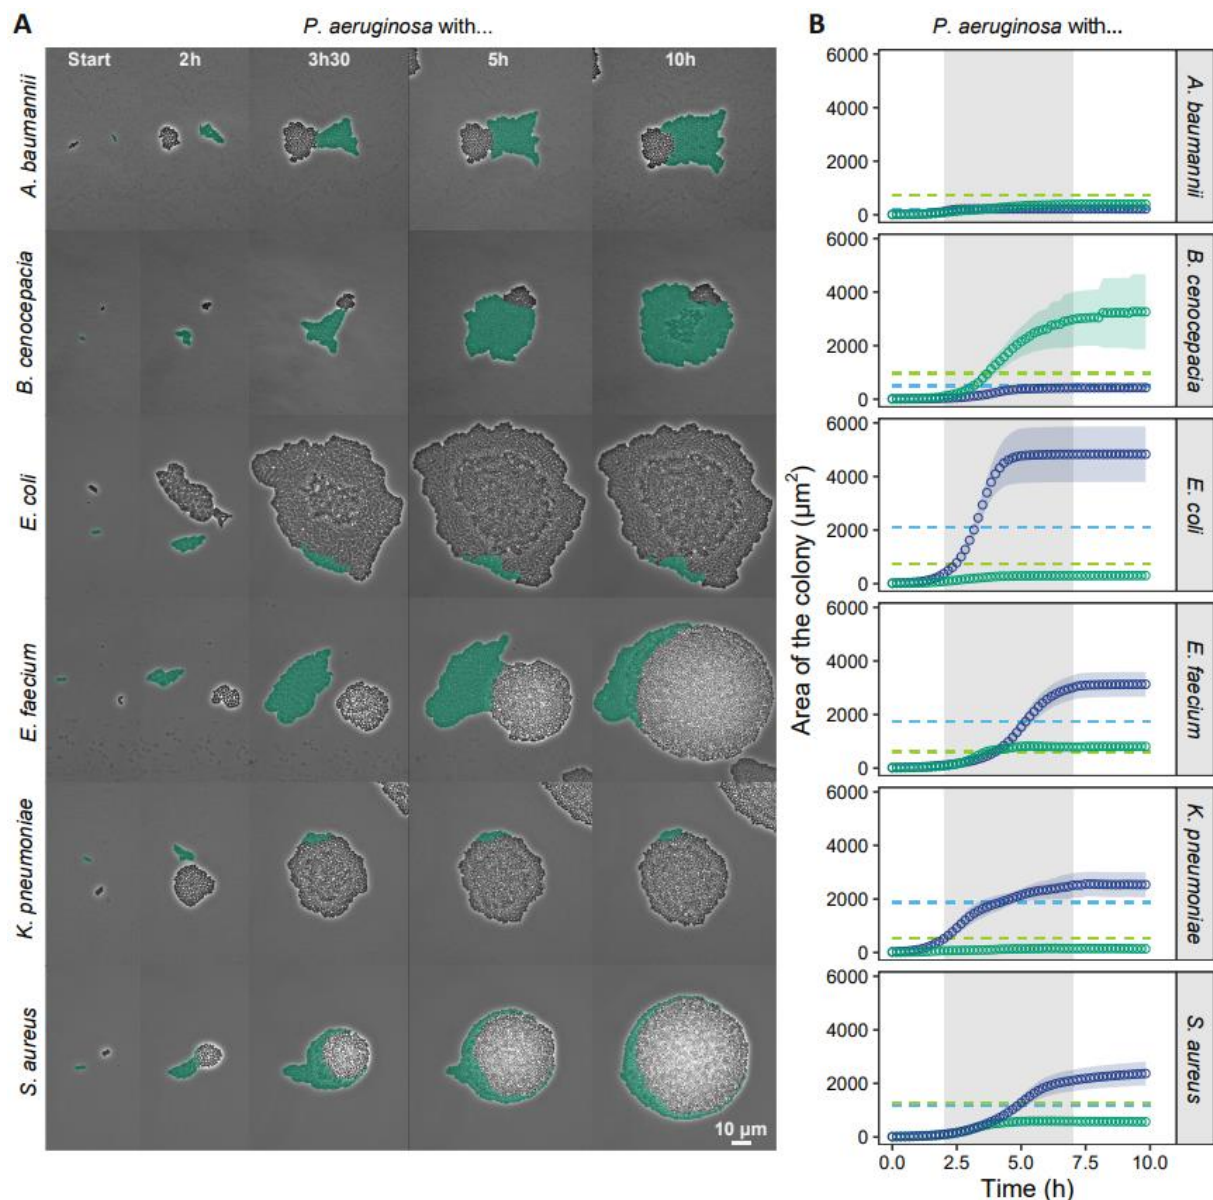 A
P. aeruginosa with...
Start 2h 3h30 5h 10h
A. baumannii
B. cenocepacia
E. coli
E. faecium
K. pneumoniae
S. aureus
10 µm
B
P. aeruginosa with...
Area of the colony (µm²)
6000
4000
2000
0
A. baumannii
6000
4000
2000
0
B. cenocepacia
6000
4000
2000
0
E. coli
6000
4000
2000
0
E. faecium
6000
4000
2000
0
K. pneumoniae
6000
4000
2000
0
S. aureus
0.0 2.5 5.0 7.5 10.0
Time (h)